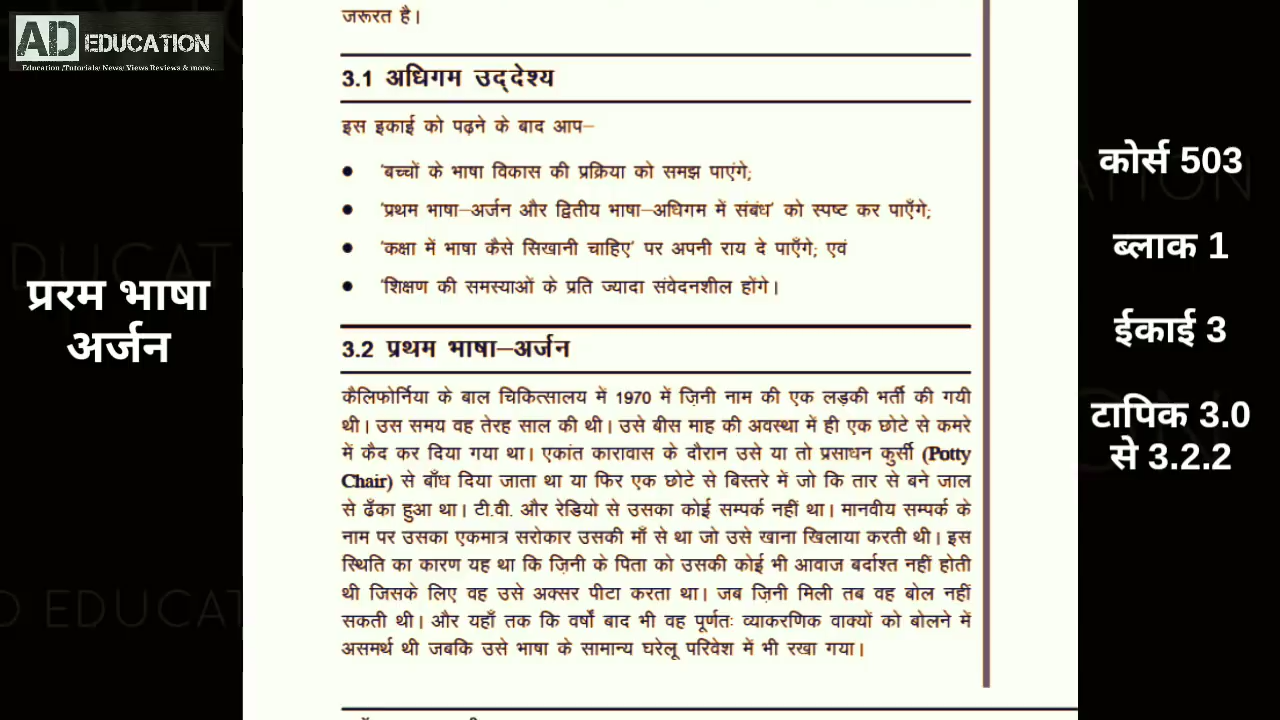 AD EDUCATION
Education /Tutorials/ News/ Views Reviews & more..
प्ररम भाषा
अर्जन
जरूरत है।
3.1 अधिगम उद्देश्य
इस इकाई को पढ़ने के बाद आप–
● 'बच्चों के भाषा विकास की प्रक्रिया को समझ पाएंगे;
● 'प्रथम भाषा–अर्जन और द्वितीय भाषा–अधिगम में संबंध' को स्पष्ट कर पाएँगे;
● 'कक्षा में भाषा कैसे सिखानी चाहिए' पर अपनी राय दे पाएँगे; एवं
● 'शिक्षण की समस्याओं के प्रति ज्यादा संवेदनशील होंगे।
3.2 प्रथम भाषा–अर्जन
कैलिफोर्निया के बाल चिकित्सालय में 1970 में ज़िनी नाम की एक लड़की भर्ती की गयी
थी। उस समय वह तेरह साल की थी। उसे बीस माह की अवस्था में ही एक छोटे से कमरे
में कैद कर दिया गया था। एकांत कारावास के दौरान उसे या तो प्रसाधन कुर्सी (Potty
Chair) से बाँध दिया जाता था या फिर एक छोटे से बिस्तरे में जो कि तार से बने जाल
से ढँका हुआ था। टी.वी. और रेडियो से उसका कोई सम्पर्क नहीं था। मानवीय सम्पर्क के
नाम पर उसका एकमात्र सरोकार उसकी माँ से था जो उसे खाना खिलाया करती थी। इस
स्थिति का कारण यह था कि ज़िनी के पिता को उसकी कोई भी आवाज बर्दाश्त नहीं होती
थी जिसके लिए वह उसे अक्सर पीटा करता था। जब ज़िनी मिली तब वह बोल नहीं
सकती थी। और यहाँ तक कि वर्षों बाद भी वह पूर्णतः व्याकरणिक वाक्यों को बोलने में
असमर्थ थी जबकि उसे भाषा के सामान्य घरेलू परिवेश में भी रखा गया।
कोर्स 503
ब्लाक 1
ईकाई 3
टापिक 3.0
से 3.2.2